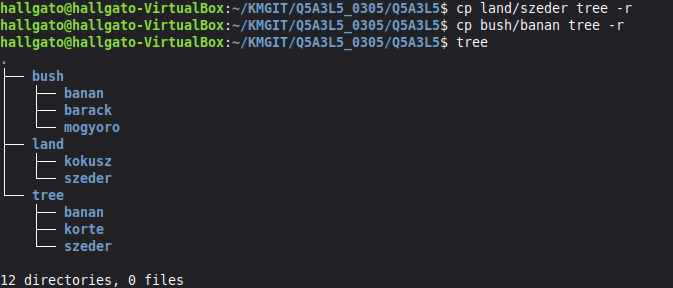 hallgato@hallgato-VirtualBox:~/KMGIT/Q5A3L5_0305/Q5A3L5$ cp land/szeder tree -r
hallgato@hallgato-VirtualBox:~/KMGIT/Q5A3L5_0305/Q5A3L5$ cp bush/banan tree -r
hallgato@hallgato-VirtualBox:~/KMGIT/Q5A3L5_0305/Q5A3L5$ tree
.
├── bush
│   ├── banan
│   ├── barack
│   └── mogyoro
├── land
│   ├── kokusz
│   └── szeder
└── tree
    ├── banan
    ├── korte
    └── szeder
12 directories, 0 files